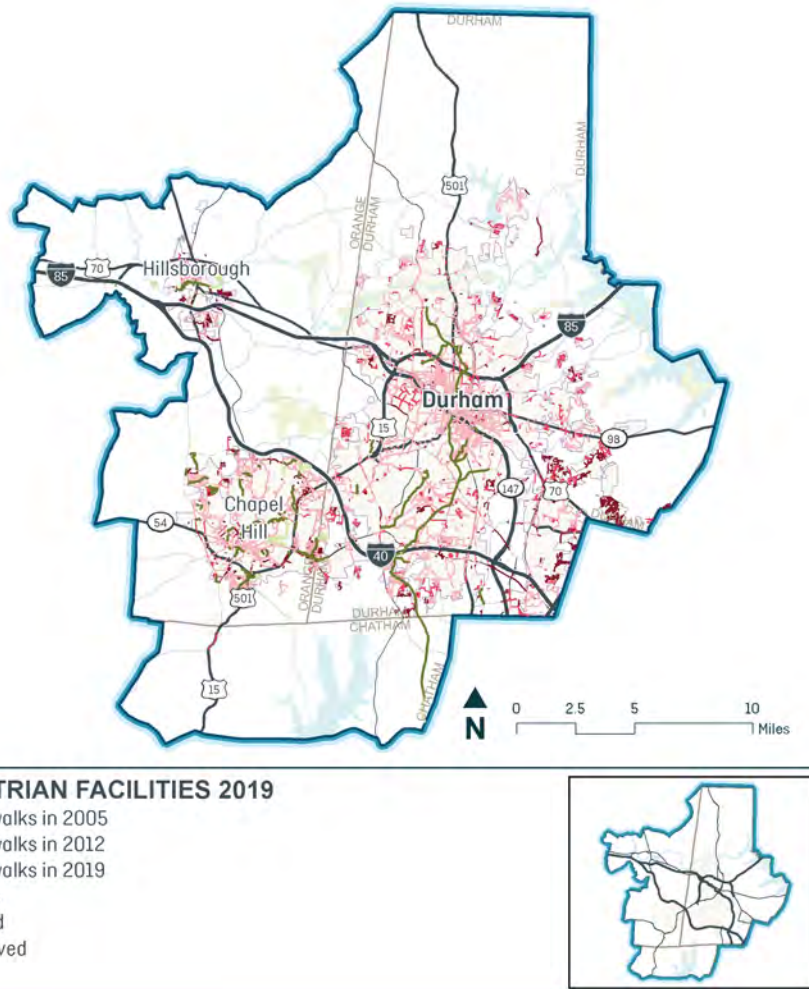 DURHAM
DURHAM
501
ORANGE
DURHAM
70
85
Hillsborough
85
Durham
15
98
147
70
Chapel
Hill
54
DURHAM
40
501
ORANGE
DURHAM
DURHAM
CHATHAM
15
CHATHAM
N
0 2.5 5 10
Miles
TRIAN FACILITIES 2019
valks in 2005
valks in 2012
valks in 2019
d
ved